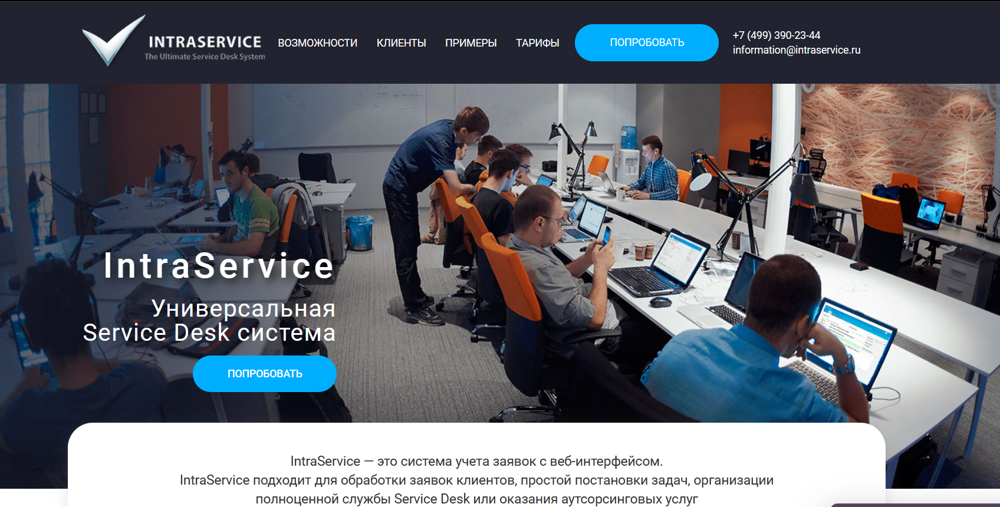 INTRASERVICE
The Ultimate Service Desk System
ВОЗМОЖНОСТИ
КЛИЕНТЫ
ПРИМЕРЫ
ТАРИФЫ
ПОПРОБОВАТЬ
+7 (499) 390-23-44
information@intraservice.ru
IntraService
Универсальная
Service Desk система
ПОПРОБОВАТЬ
IntraService — это система учета заявок с веб-интерфейсом.
IntraService подходит для обработки заявок клиентов, простой постановки задач, организации
полноценной службы Service Desk или оказания аутсорсинговых услуг